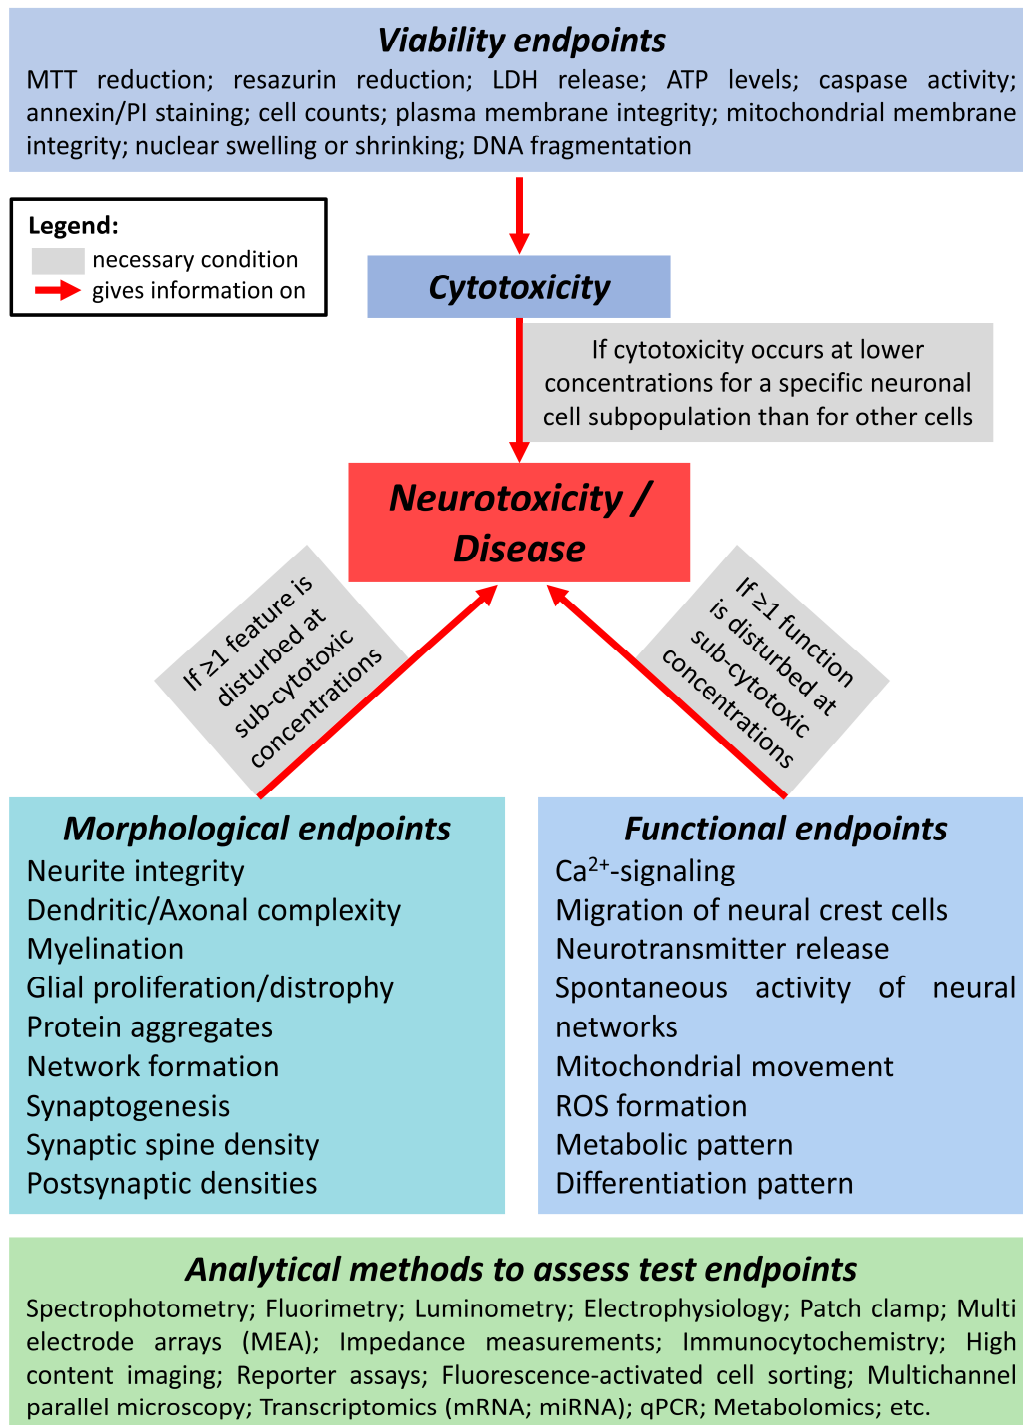 Viability endpoints
MTT reduction; resazurin reduction; LDH release; ATP levels; caspase activity;
annexin/PI staining; cell counts; plasma membrane integrity; mitochondrial membrane
integrity; nuclear swelling or shrinking; DNA fragmentation
Legend:
necessary condition
gives information on
Cytotoxicity
If cytotoxicity occurs at lower
concentrations for a specific neuronal
cell subpopulation than for other cells
Neurotoxicity /
Disease
If ≥1 feature is
disturbed at
sub-cytotoxic
concentrations
If ≥1 function
is disturbed at
sub-cytotoxic
concentrations
Morphological endpoints
Neurite integrity
Dendritic/Axonal complexity
Myelination
Glial proliferation/distrophy
Protein aggregates
Network formation
Synaptogenesis
Synaptic spine density
Postsynaptic densities
Functional endpoints
Ca²⁺-signaling
Migration of neural crest cells
Neurotransmitter release
Spontaneous activity of neural
networks
Mitochondrial movement
ROS formation
Metabolic pattern
Differentiation pattern
Analytical methods to assess test endpoints
Spectrophotometry; Fluorimetry; Luminometry; Electrophysiology; Patch clamp; Multi
electrode arrays (MEA); Impedance measurements; Immunocytochemistry; High
content imaging; Reporter assays; Fluorescence-activated cell sorting; Multichannel
parallel microscopy; Transcriptomics (mRNA; miRNA); qPCR; Metabolomics; etc.